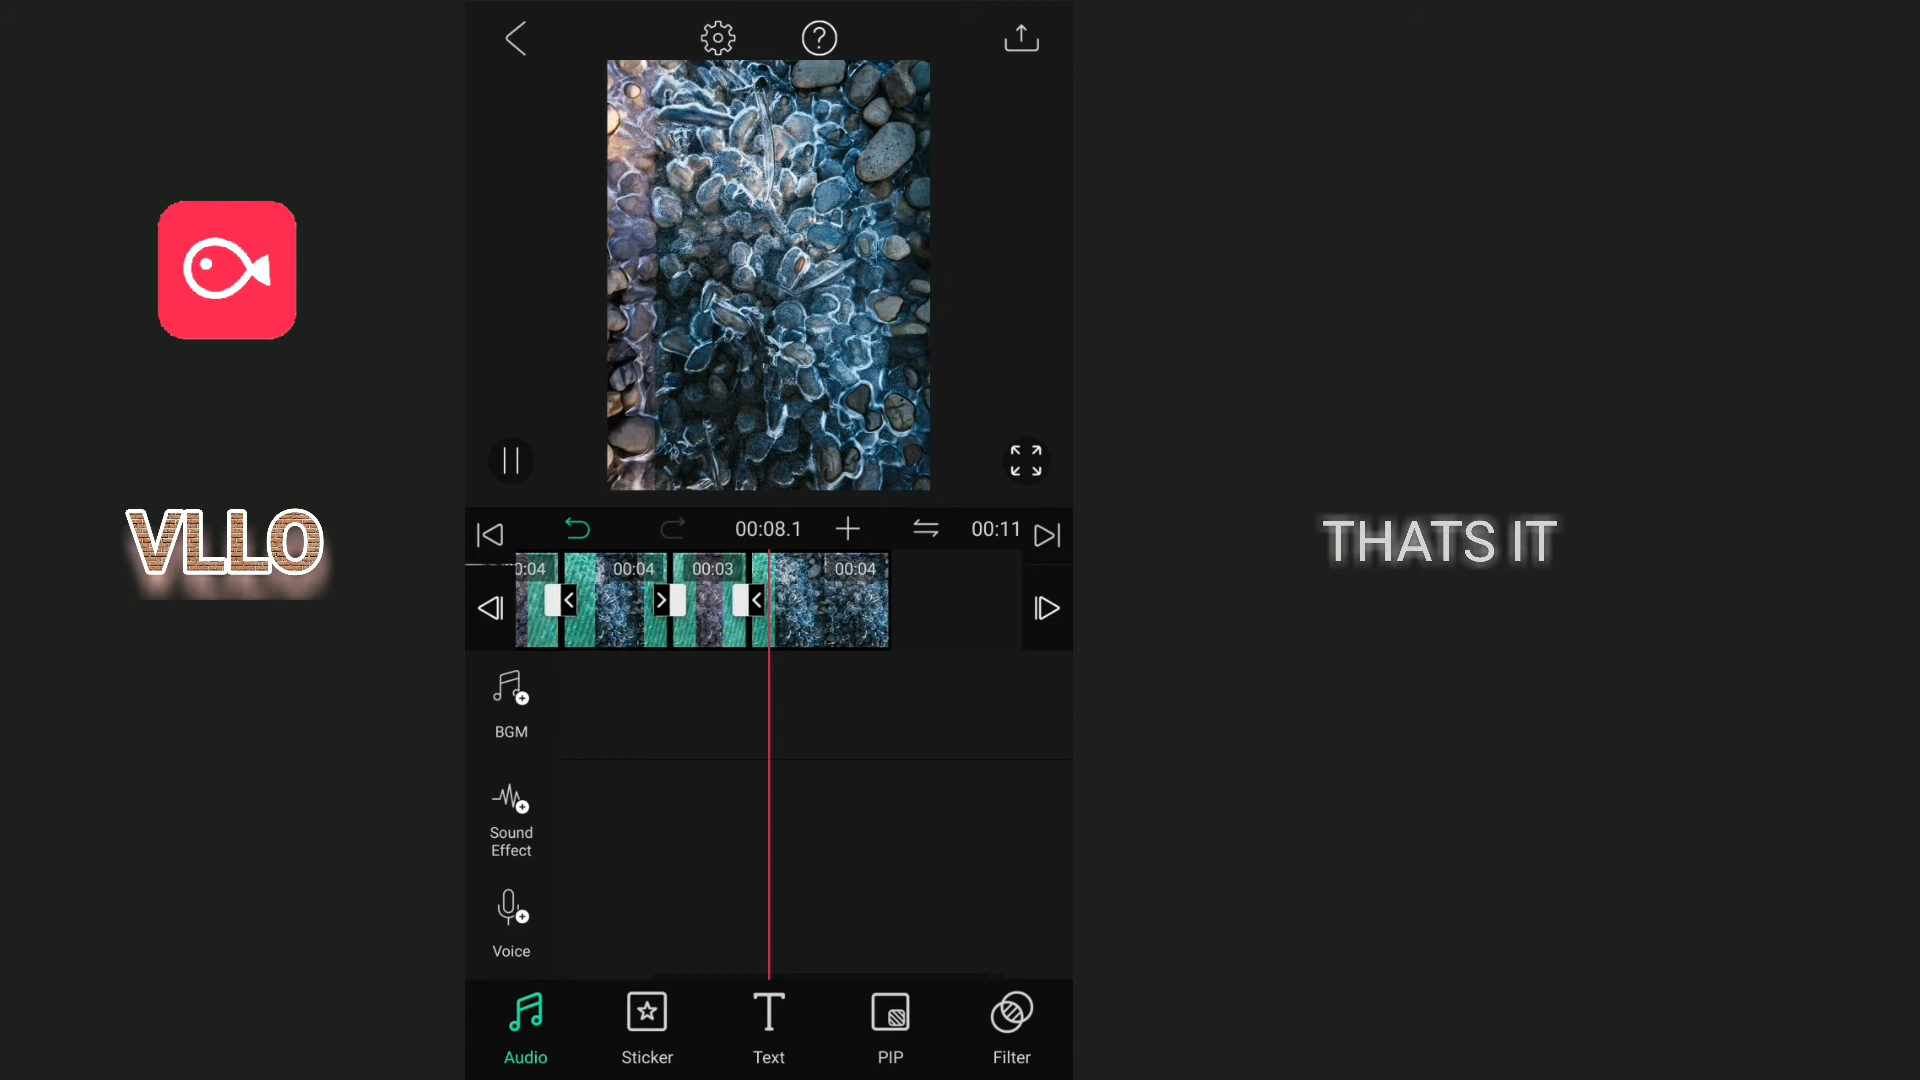 00:08.1
00:11
0:04
00:04
00:03
00:04
VLLO
THATS IT
BGM
Sound
Effect
Voice
Audio
Sticker
Text
PIP
Filter